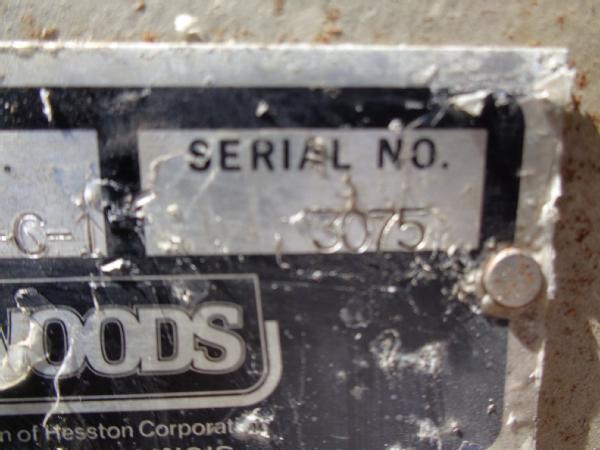 SERIAL NO.
-C-1 3075
WOODS
n of Hesston Corporat